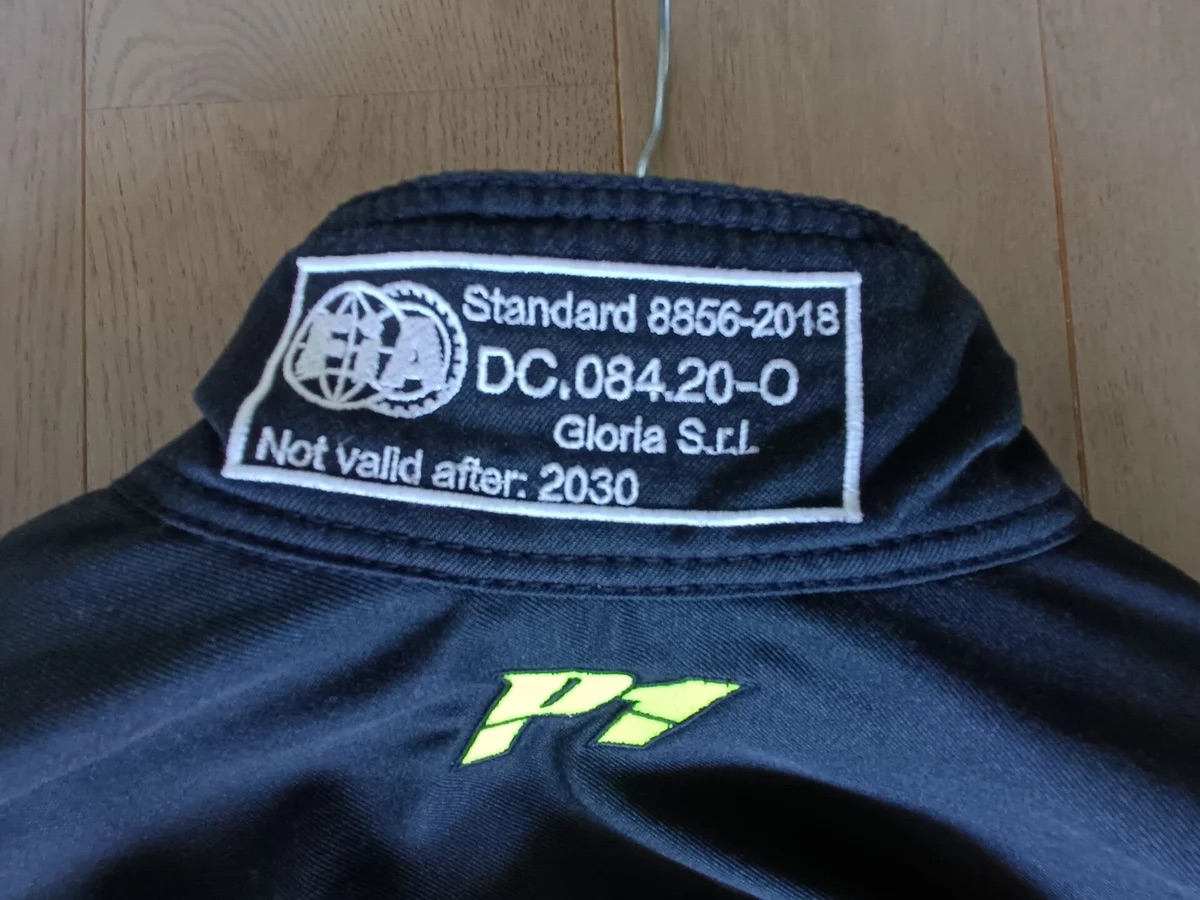 FIA
Standard 8856-2018
DC.084.20-O
Gloria S.r.l.
Not valid after: 2030
P1